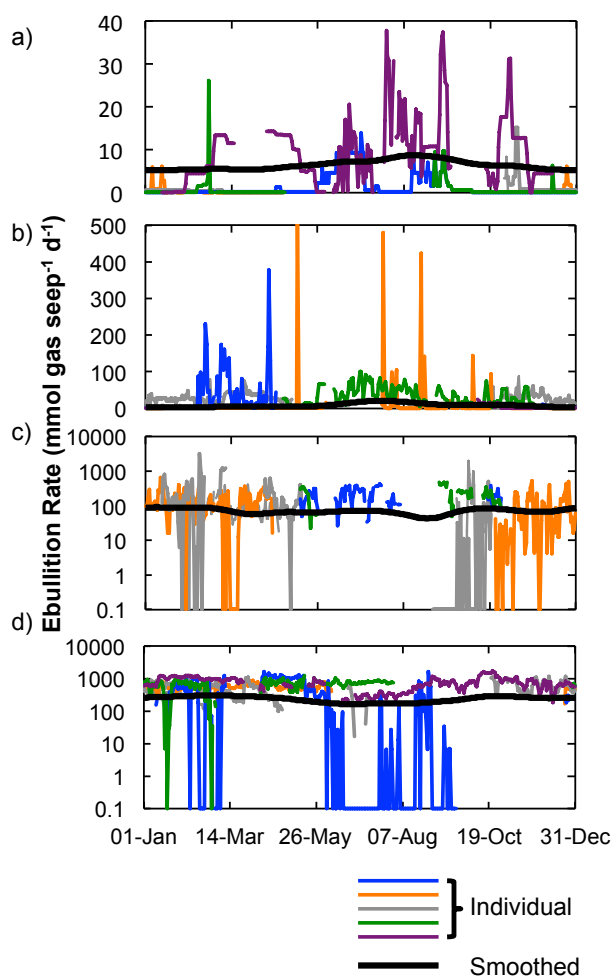 a)
40
30
20
10
0
b)
500
400
300
200
100
0
c)
10000
1000
100
10
1
0.1
d)
10000
1000
100
10
1
0.1
Ebullition Rate (mmol gas seep⁻¹ d⁻¹)
01-Jan 14-Mar 26-May 07-Aug 19-Oct 31-Dec
Individual
Smoothed